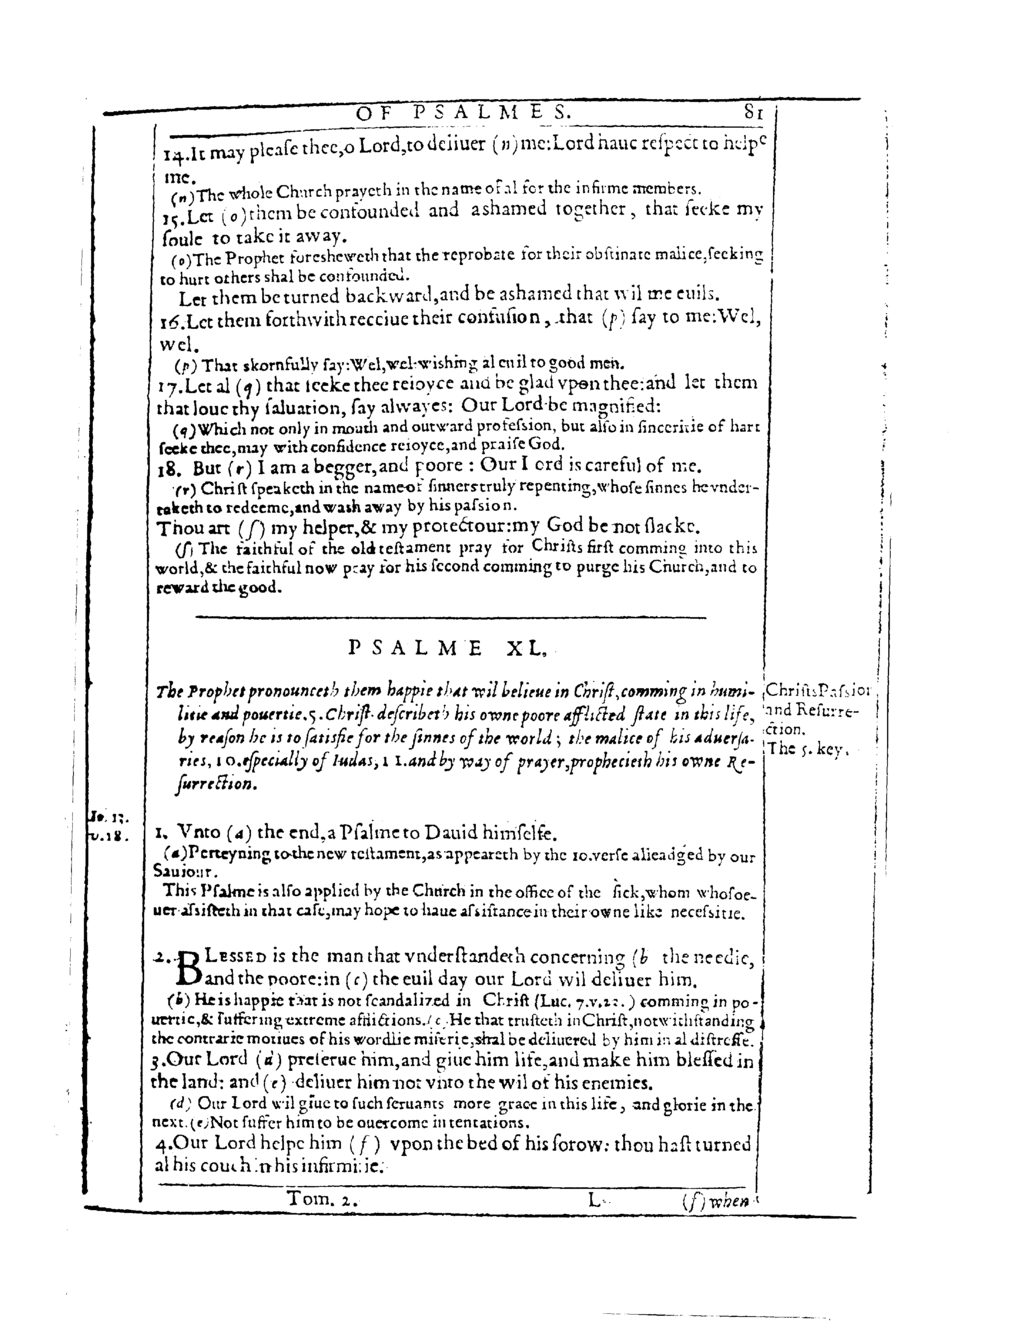 OF PSALMES. 81
14.It may pleaſe thee,o Lord,to deliuer (n)me:Lord haue reſpect to helpe
me.
(n)The whole Church prayeth in the name of al for the infirme members.
15.Let (o)them be confounded and ashamed together, that ſeeke my
ſoule to take it away.
(o)The Prophet foresheweth that the reprobate for their obſtinate malice,ſeeking
to hurt others shal be confounded.
Let them be turned backward,and be ashamed that wil me euils.
16.Let them forthwith receiue their confuſion, that (p) ſay to me:Wel,
wel.
(p) That skornfully ſay:Wel,wel:wishing al euil to good men.
17.Let al (q) that ſeeke thee reioyce and be glad vpon thee:and let them
that loue thy ſaluation, ſay alwayes: Our Lord be magnified:
(q)Which not only in mouth and outward profeſsion, but alſo in ſinceritie of hart
ſeeke thee,may with confidence reioyce,and praiſe God.
18. But (r) I am a begger,and poore : Our Lord is careful of me.
(r) Chriſt ſpeaketh in the name of ſinners truly repenting,whoſe ſinnes he vnder-
taketh to redeeme,and wash away by his paſsion.
Thou art (ſ) my helper,& my protectour:my God be not ſlacke.
(ſ) The faithful of the old teſtament pray for Chriſts firſt comming into this
world,& the faithful now pray for his ſecond comming to purge his Church,and to
reward the good.
PSALME XL.
The Prophet pronounceth them happie that wil belieue in Chriſt,comming in humi-
litie and pouertie.5.Chriſt deſcribeth his owne poore afflicted ſtate in this life,
by reaſon he is to ſatisfie for the ſinnes of the world; the malice of his aduerſa-
ries, 10.eſpecially of Iudas, 11.and by way of prayer,prophecieth his owne Re-
ſurrection.
Chriſts Paſsion
and Reſurre-
ction.
The 5. key.
Io. 13.
v.18.
1. Vnto (a) the end,a Pſalme to Dauid himſelfe.
(a)Perteyning to the new teſtament,as appeareth by the 10.verſe alleadged by our
Sauiour.
This Pſalme is alſo applied by the Church in the office of the ſick,whom whoſoe-
uer aſsiſteth in that caſe,may hope to haue aſsiſtance in their owne like neceſsitie.
2. BLESSED is the man that vnderſtandeth concerning (b the needie,
and the poore:in (c) the euil day our Lord wil deliuer him.
(b) He is happie that is not ſcandalized in Chriſt (Luc. 7.v.22.) comming in po-
uertie,& ſuffering extreme afflictions.(c.He that truſteth in Chriſt,notwithſtanding
the contrarie motiues of his wordlie miſerie,shal be deliuered by him in al diſtreſſe.
3.Our Lord (d) preſerue him,and giue him life,and make him bleſſed in
the land: and (e) deliuer him not vnto the wil of his enemies.
(d) Our Lord wil giue to ſuch ſeruants more grace in this life, and glorie in the
next.(e)Not ſuffer him to be ouercome in tentations.
4.Our Lord helpe him (f) vpon the bed of his ſorow: thou haſt turned
al his couch in his infirmitie.
Tom. 2. L (f) when